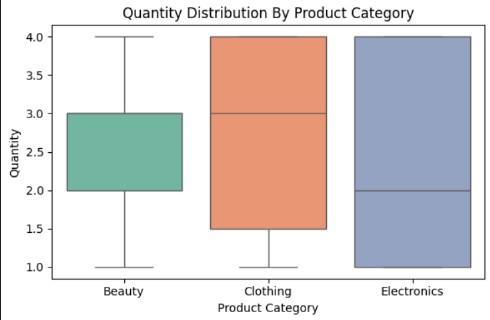 Quantity Distribution By Product Category
4.0
3.5
3.0
2.5
2.0
1.5
1.0
Quantity
Beauty Clothing Electronics
Product Category